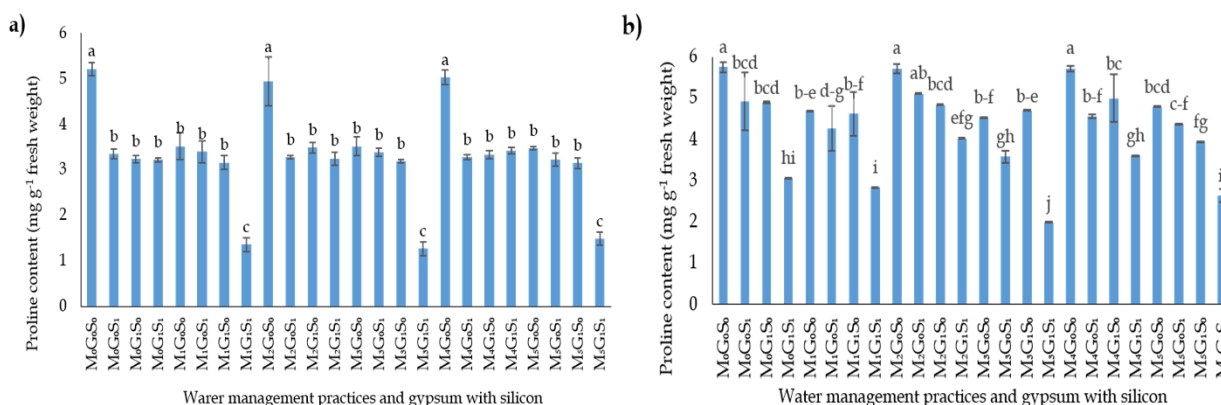 a)
Proline content (mg g⁻¹ fresh weight)
6
5
4
3
2
1
0
a b b b b b b c a b b b b b b c a b b b b b b c
M₀G₀S₀
M₀G₀S₁
M₀G₁S₀
M₀G₁S₁
M₁G₀S₀
M₁G₀S₁
M₁G₁S₀
M₁G₁S₁
M₂G₀S₀
M₂G₀S₁
M₂G₁S₀
M₂G₁S₁
M₃G₀S₀
M₃G₀S₁
M₃G₁S₀
M₃G₁S₁
M₄G₀S₀
M₄G₀S₁
M₄G₁S₀
M₄G₁S₁
M₅G₀S₀
M₅G₀S₁
M₅G₁S₀
M₅G₁S₁
Warer management practices and gypsum with silicon
b)
Proline content (mg g⁻¹ fresh weight)
6
5
4
3
2
1
0
a bcd bcd hi b-e d-g b-f i a ab bcd efg b-f gh b-e j a b-f bc gh bcd c-f fg i
M₀G₀S₀
M₀G₀S₁
M₀G₁S₀
M₀G₁S₁
M₁G₀S₀
M₁G₀S₁
M₁G₁S₀
M₁G₁S₁
M₂G₀S₀
M₂G₀S₁
M₂G₁S₀
M₂G₁S₁
M₃G₀S₀
M₃G₀S₁
M₃G₁S₀
M₃G₁S₁
M₄G₀S₀
M₄G₀S₁
M₄G₁S₀
M₄G₁S₁
M₅G₀S₀
M₅G₀S₁
M₅G₁S₀
Water management practices and gypsum with silicon